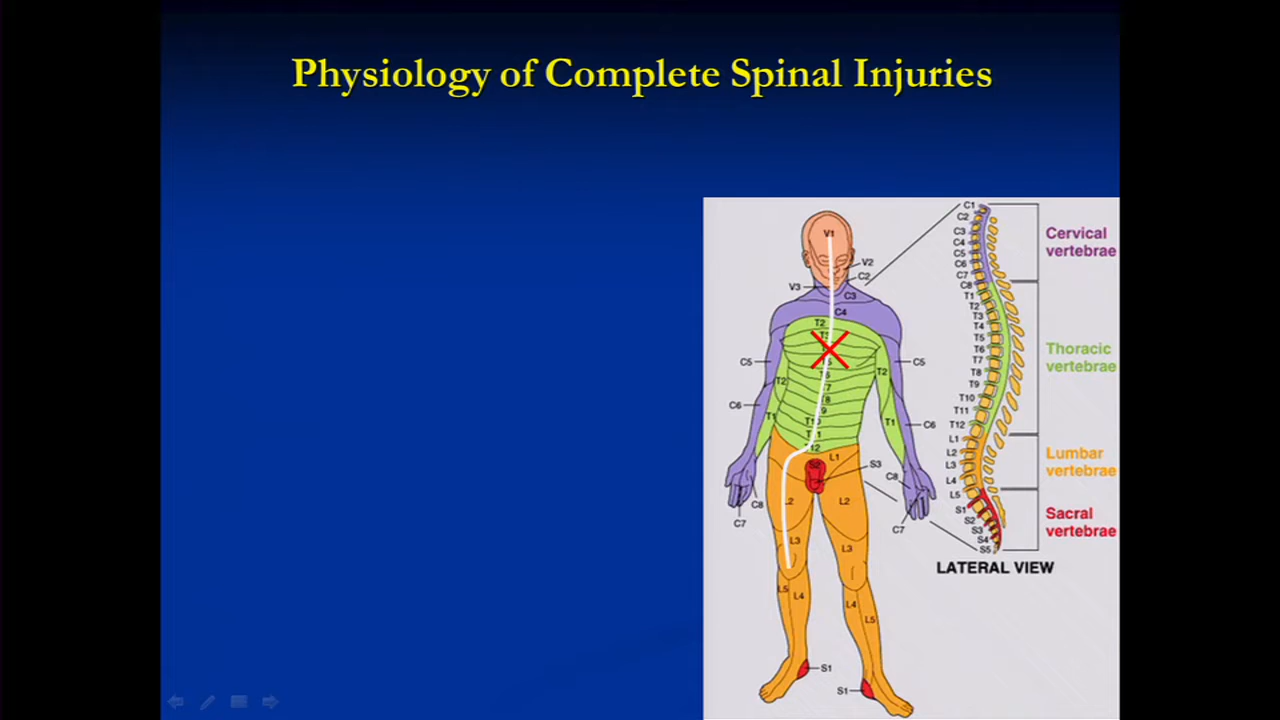 Physiology of Complete Spinal Injuries
V1
V2
C2
V3
C3
C4
T2
C5
C5
T2
T2
C6
T1
T1
C6
L1
S3
S2
C8
L2
L2
C8
C7
C7
L3
L3
L5
L4
L4
L5
S1
S1
C1
C2
C3
C4
C5
C6
C7
C8
T1
T2
T3
T4
T5
T6
T7
T8
T9
T10
T11
T12
L1
L2
L3
L4
L5
S1
S2
S3
S4
S5
Cervical
vertebrae
Thoracic
vertebrae
Lumbar
vertebrae
Sacral
vertebrae
LATERAL VIEW